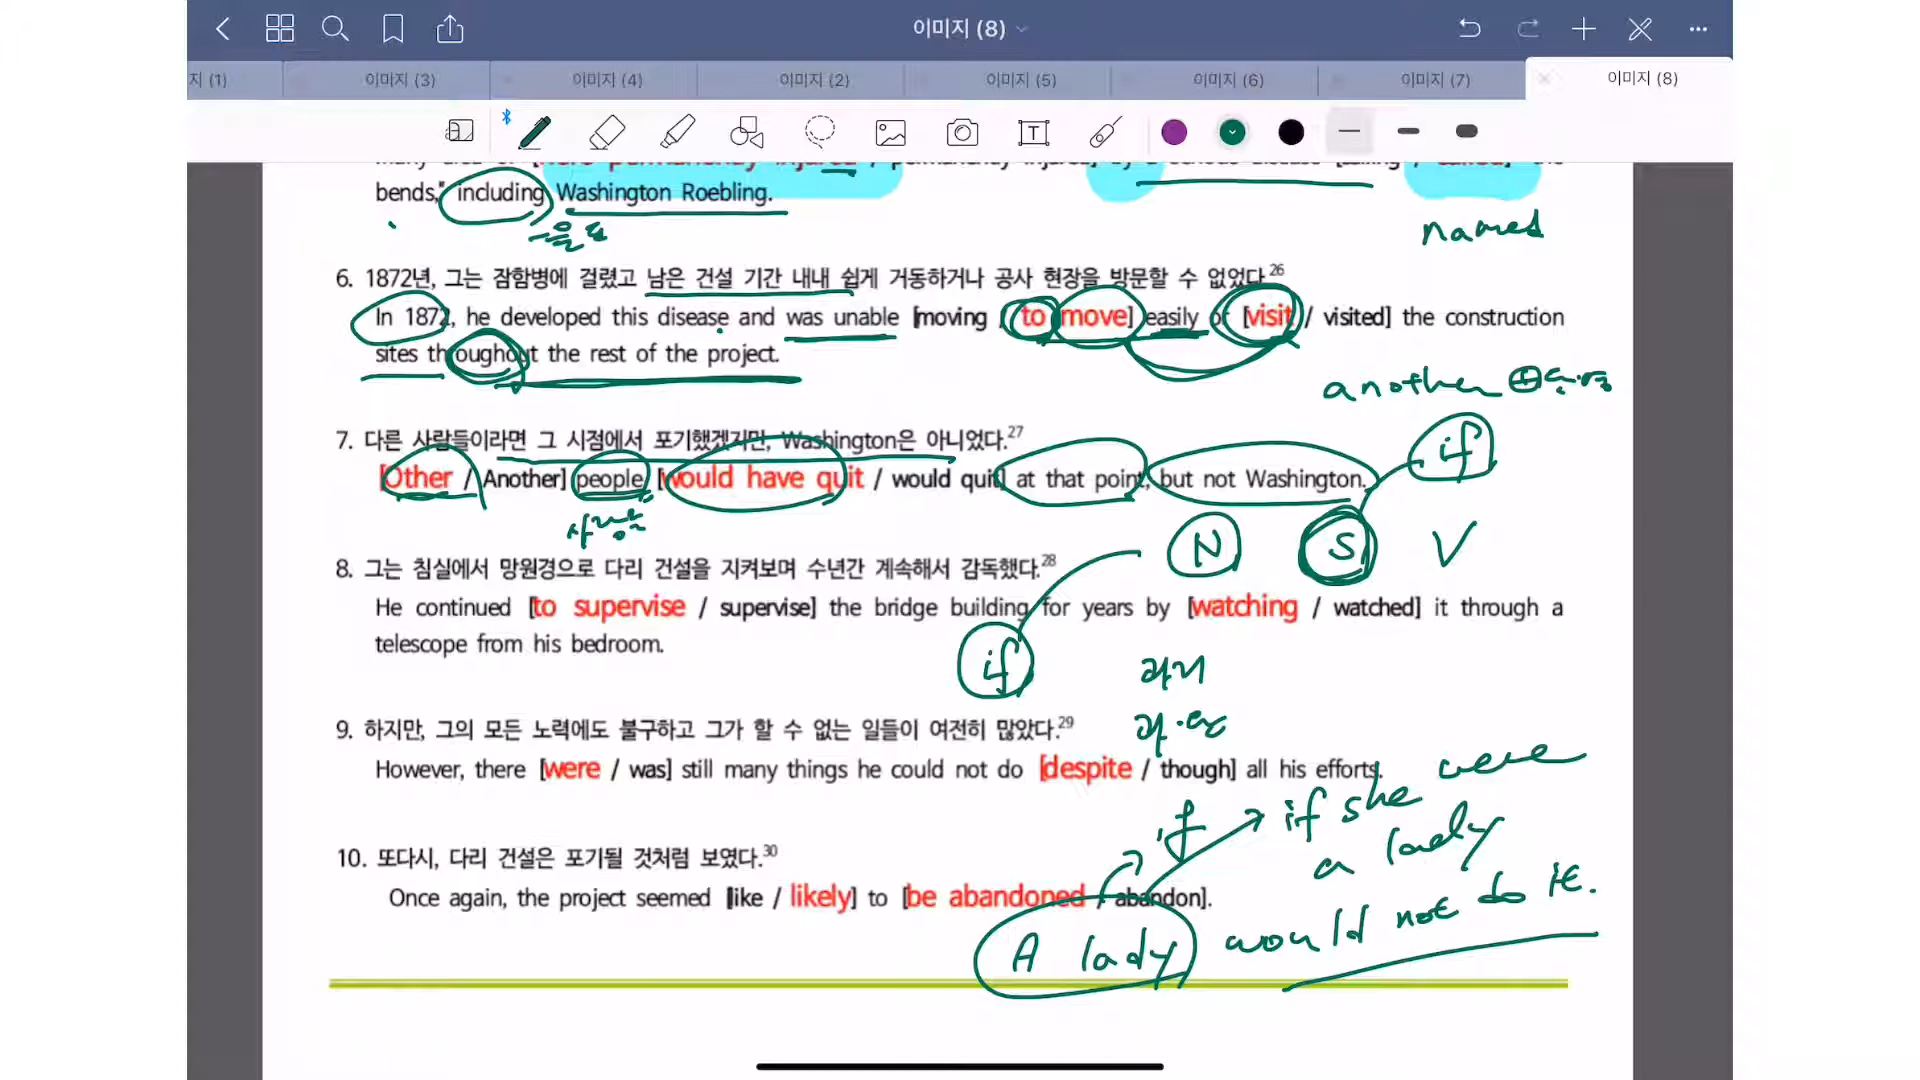 이미지 (8)
지 (1)
이미지 (3)
이미지 (4)
이미지 (2)
이미지 (5)
이미지 (6)
이미지 (7)
이미지 (8)
bends," including Washington Roebling.
named
6. 1872년, 그는 잠함병에 걸렸고 남은 건설 기간 내내 쉽게 거동하거나 공사 현장을 방문할 수 없었다.26
In 1872, he developed this disease and was unable [moving / to move] easily or [visit / visited] the construction
sites throughout the rest of the project.
another
7. 다른 사람들이라면 그 시점에서 포기했겠지만, Washington은 아니었다.27
if
[Other / Another] people [would have quit / would quit] at that point, but not Washington.
사람들
N S V
8. 그는 침실에서 망원경으로 다리 건설을 지켜보며 수년간 계속해서 감독했다.28
He continued [to supervise / supervise] the bridge building for years by [watching / watched] it through a
telescope from his bedroom.
if
과거
9. 하지만, 그의 모든 노력에도 불구하고 그가 할 수 없는 일들이 여전히 많았다.29
However, there [were / was] still many things he could not do [despite / though] all his efforts.
if
if she were
a lady
10. 또다시, 다리 건설은 포기될 것처럼 보였다.30
Once again, the project seemed [like / likely] to [be abandoned / abandon].
A lady would not do it.